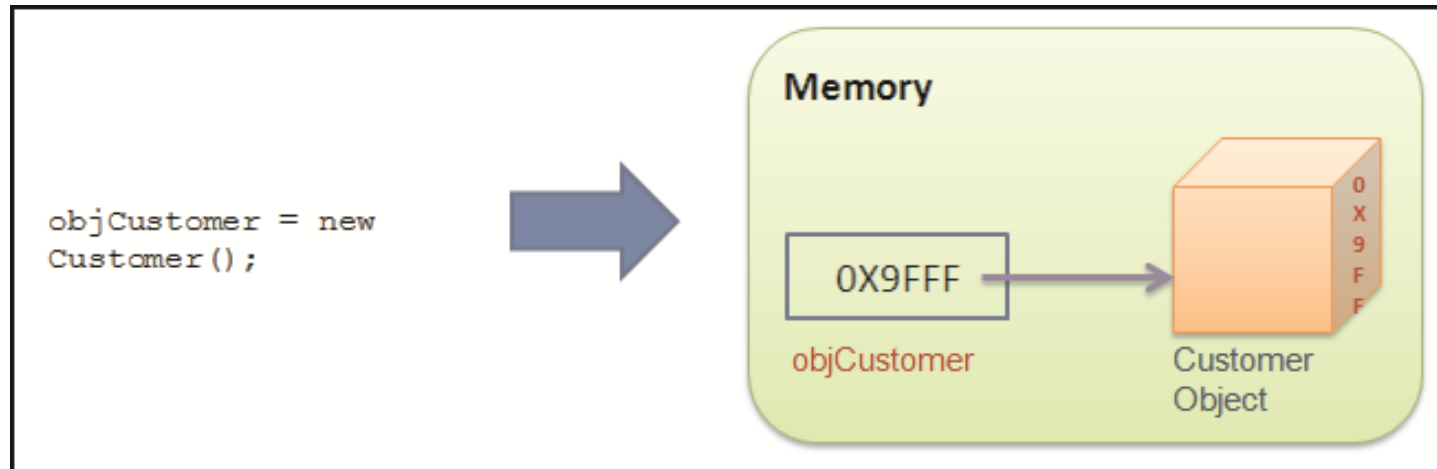 objCustomer = new
Customer();
Memory
0X9FFF
objCustomer
0
X
9
F
F
Customer
Object